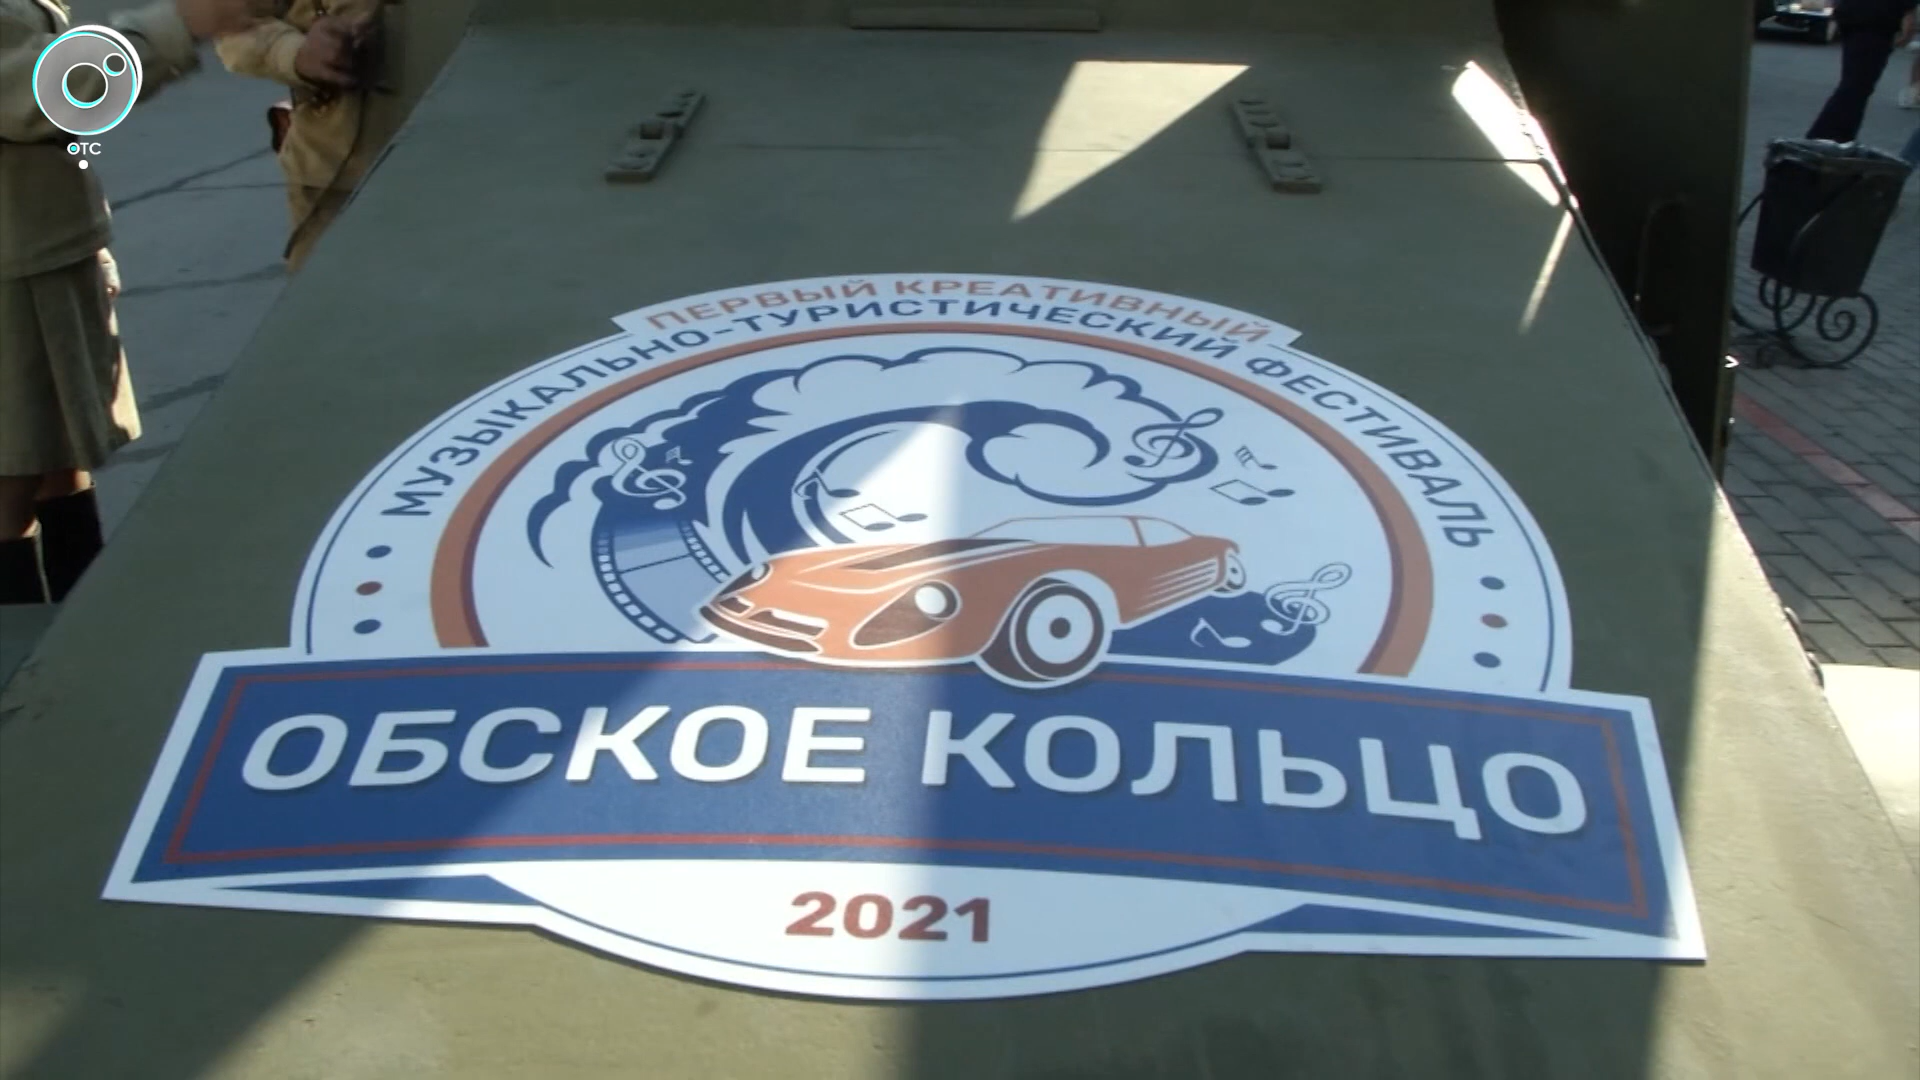 ОТС
ПЕРВЫЙ КРЕАТИВНЫЙ
МУЗЫКАЛЬНО-ТУРИСТИЧЕСКИЙ ФЕСТИВАЛЬ
ОБСКОЕ КОЛЬЦО
2021